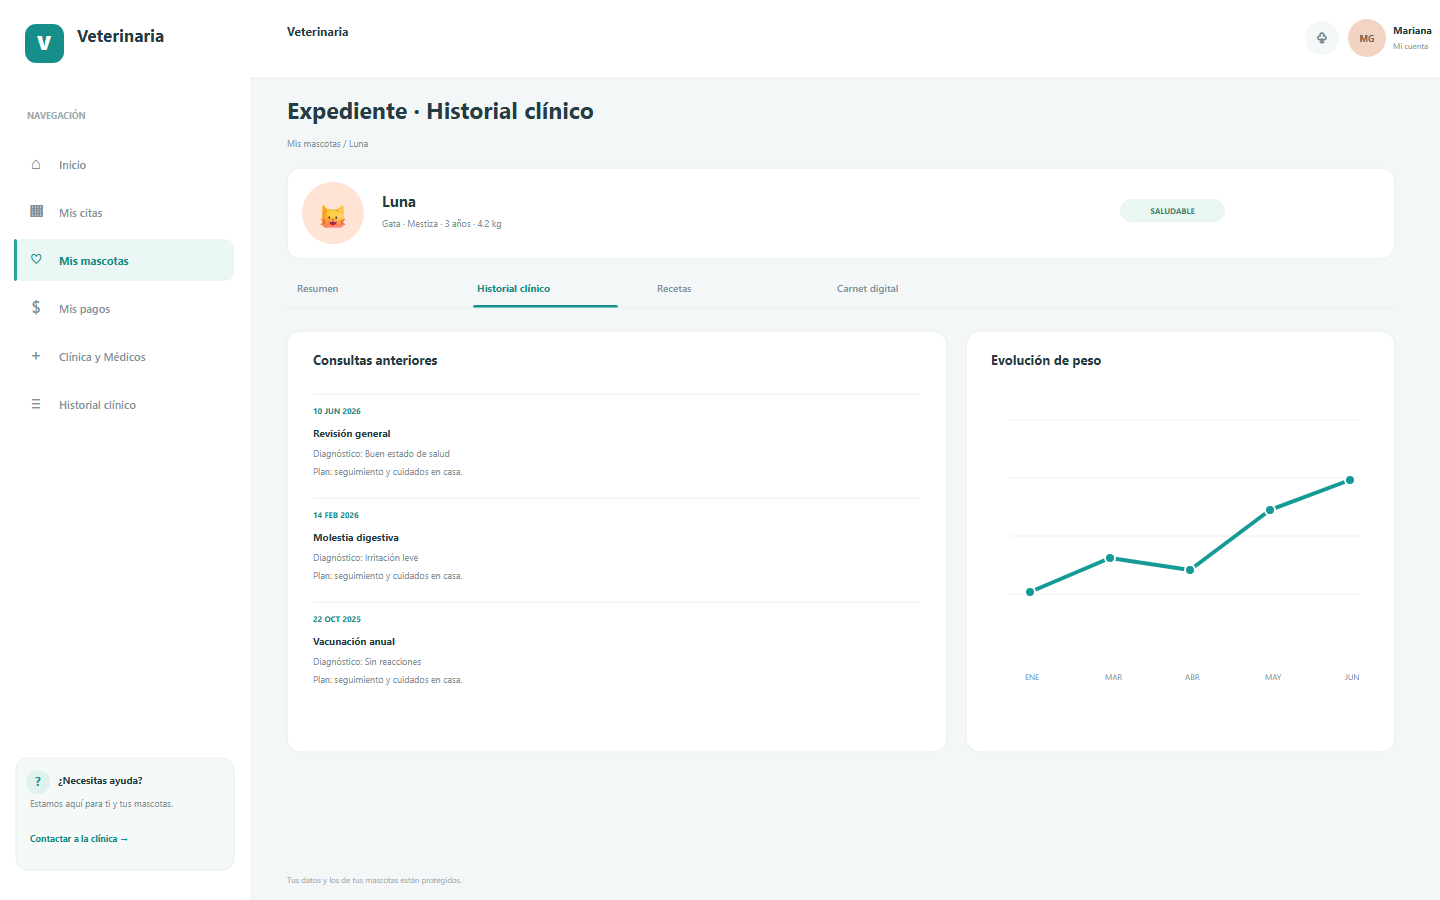 V
Veterinaria
NAVEGACIÓN
Inicio
Mis citas
Mis mascotas
$ Mis pagos
+ Clínica y Médicos
Historial clínico
?
¿Necesitas ayuda?
Estamos aquí para ti y tus mascotas.
Contactar a la clínica →
Veterinaria
MG
Mariana
Mi cuenta
Expediente · Historial clínico
Mis mascotas / Luna
Luna
Gata · Mestiza · 3 años · 4.2 kg
SALUDABLE
Resumen
Historial clínico
Recetas
Carnet digital
Consultas anteriores
10 JUN 2026
Revisión general
Diagnóstico: Buen estado de salud
Plan: seguimiento y cuidados en casa.
14 FEB 2026
Molestia digestiva
Diagnóstico: Irritación leve
Plan: seguimiento y cuidados en casa.
22 OCT 2025
Vacunación anual
Diagnóstico: Sin reacciones
Plan: seguimiento y cuidados en casa.
Evolución de peso
ENE MAR ABR MAY JUN
Tus datos y los de tus mascotas están protegidos.